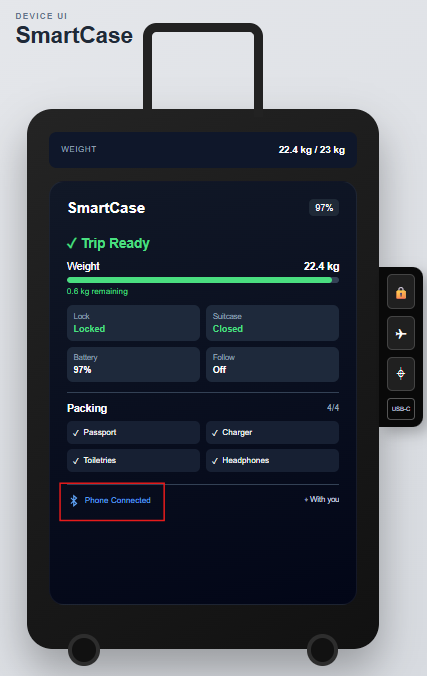 DEVICE UI
SmartCase
WEIGHT 22.4 kg / 23 kg
SmartCase 97%
✓ Trip Ready
Weight 22.4 kg
0.6 kg remaining
Lock Suitcase
Locked Closed
Battery Follow
97% Off
Packing 4/4
✓ Passport ✓ Charger
✓ Toiletries ✓ Headphones
Phone Connected + With you
USB-C